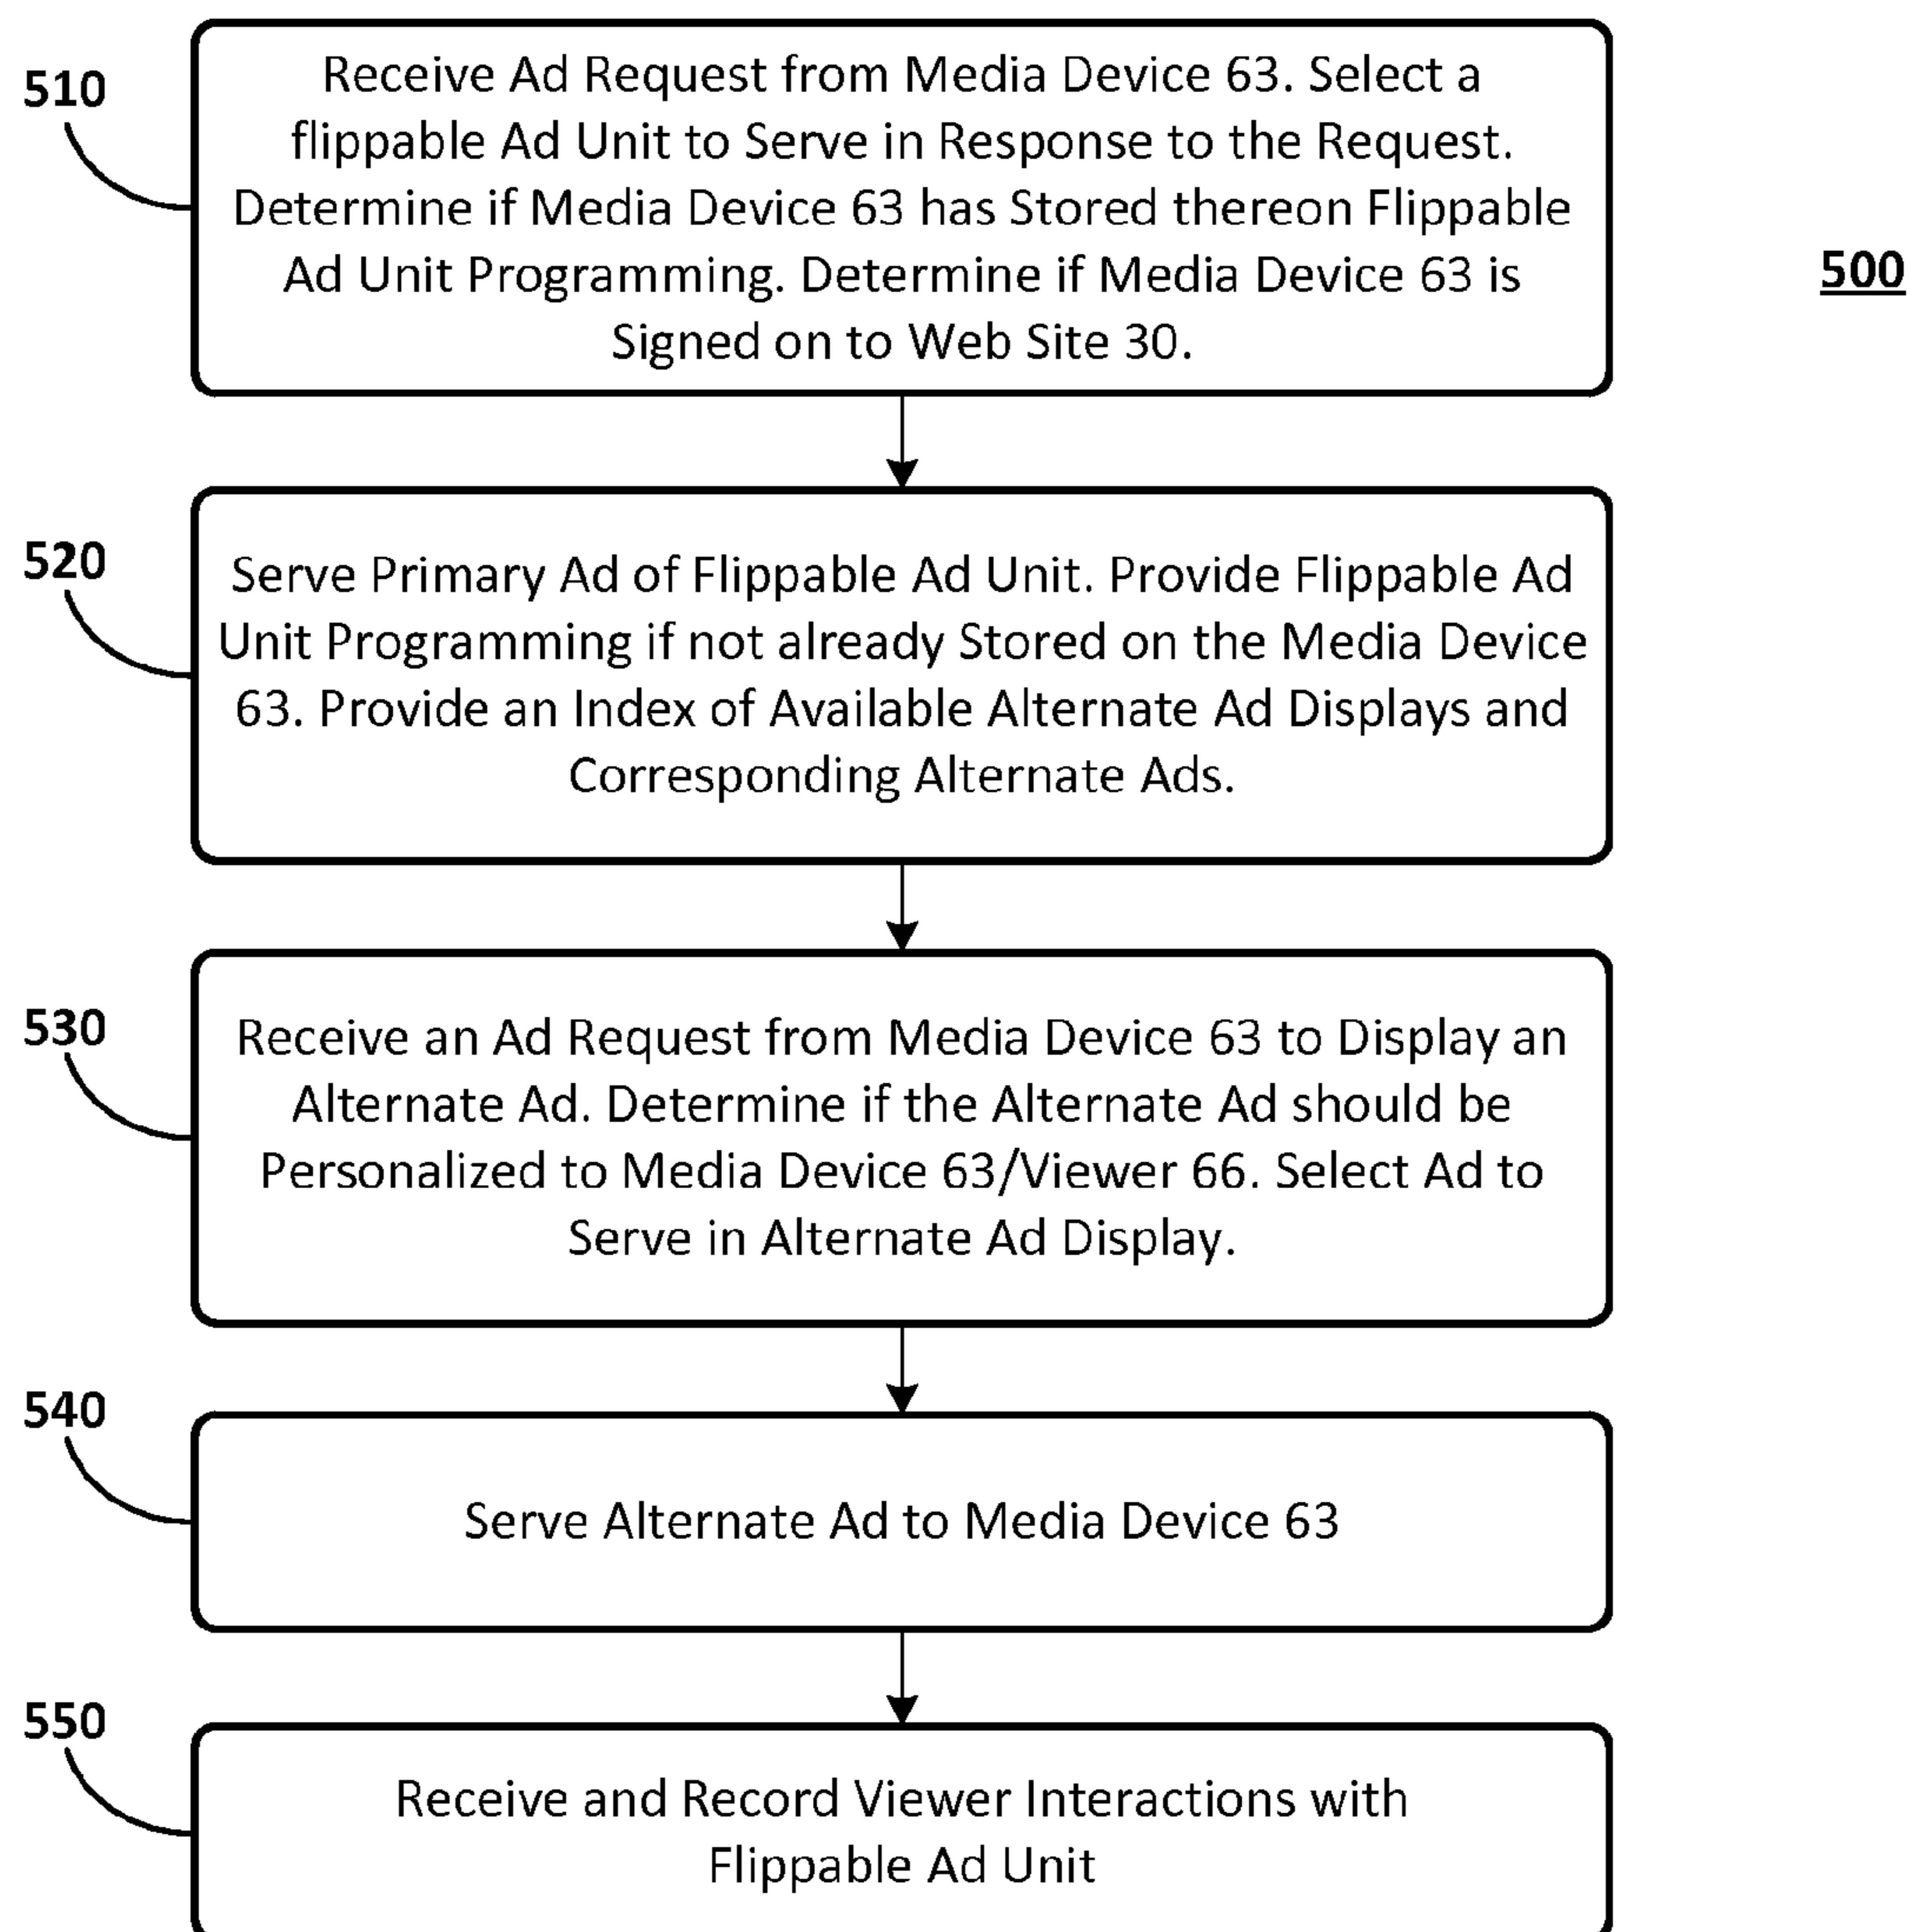 510
Receive Ad Request from Media Device 63. Select a
flippable Ad Unit to Serve in Response to the Request.
Determine if Media Device 63 has Stored thereon Flippable
Ad Unit Programming. Determine if Media Device 63 is
Signed on to Web Site 30.
500
520
Serve Primary Ad of Flippable Ad Unit. Provide Flippable Ad
Unit Programming if not already Stored on the Media Device
63. Provide an Index of Available Alternate Ad Displays and
Corresponding Alternate Ads.
530
Receive an Ad Request from Media Device 63 to Display an
Alternate Ad. Determine if the Alternate Ad should be
Personalized to Media Device 63/Viewer 66. Select Ad to
Serve in Alternate Ad Display.
540
Serve Alternate Ad to Media Device 63
550
Receive and Record Viewer Interactions with
Flippable Ad Unit